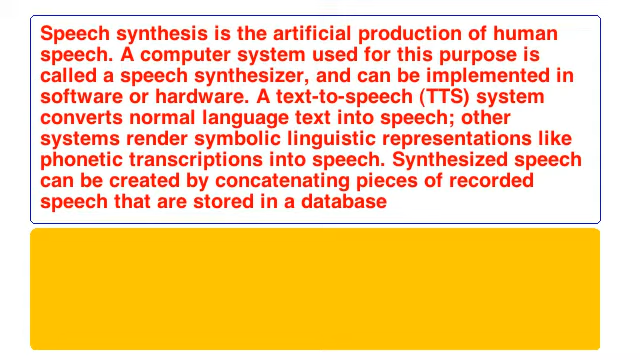 Speech synthesis is the artificial production of human
speech. A computer system used for this purpose is
called a speech synthesizer, and can be implemented in
software or hardware. A text-to-speech (TTS) system
converts normal language text into speech; other
systems render symbolic linguistic representations like
phonetic transcriptions into speech. Synthesized speech
can be created by concatenating pieces of recorded
speech that are stored in a database